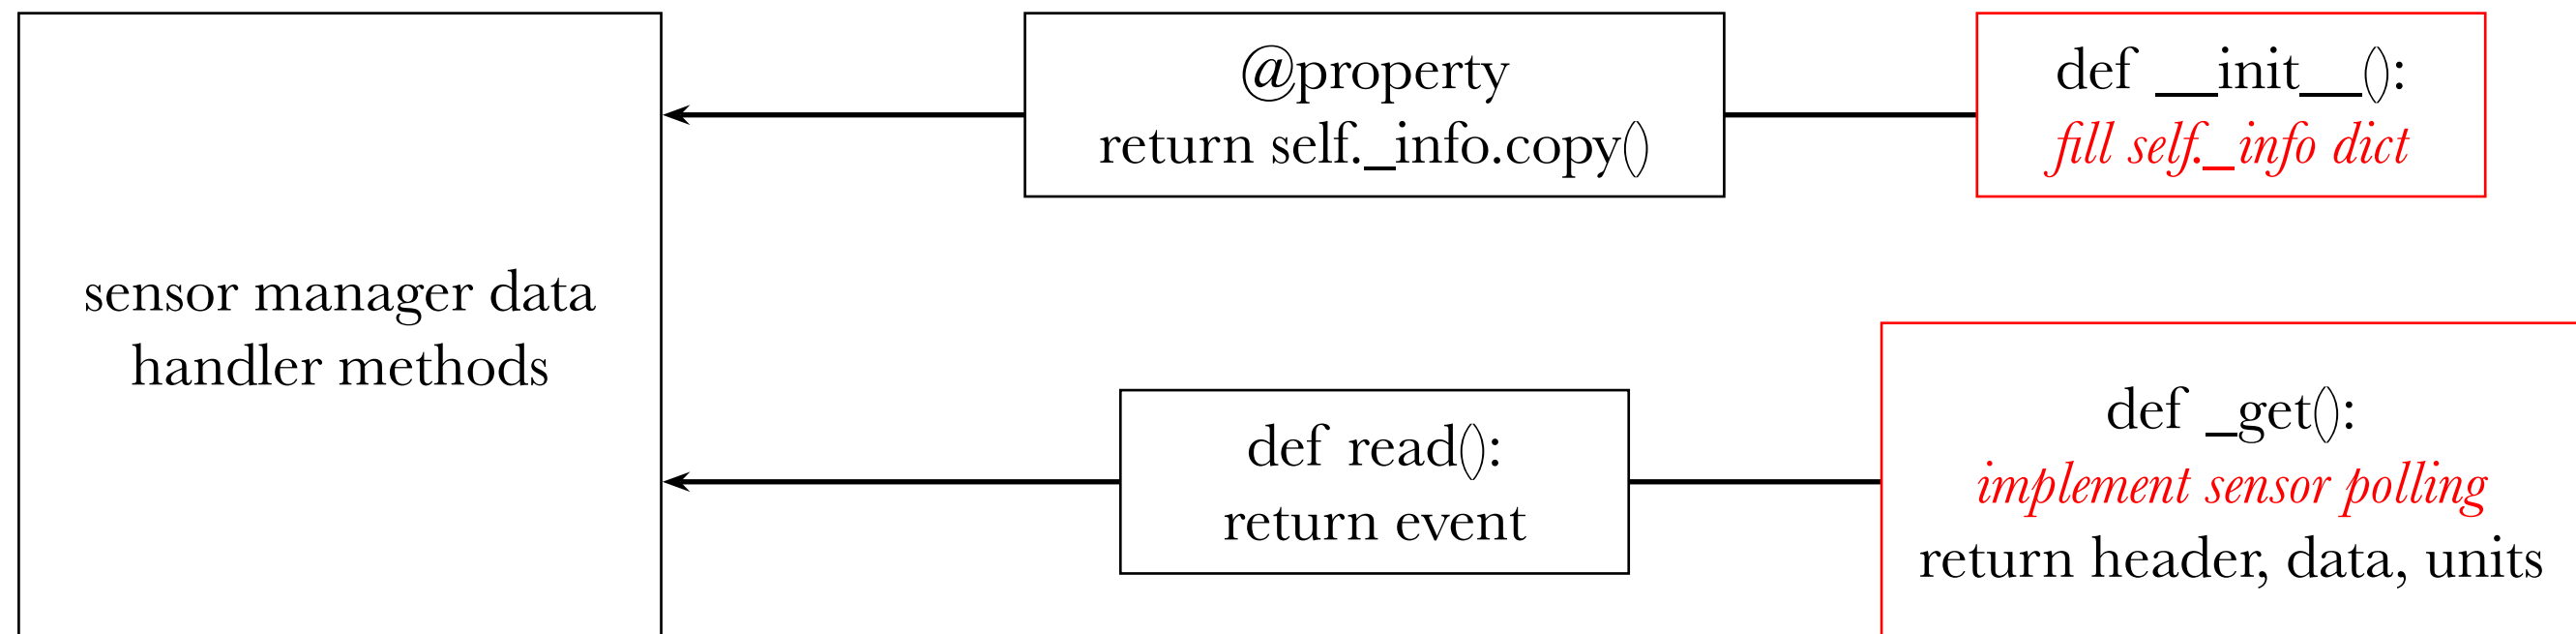 @property
return self._info.copy()
def __init__():
fill self._info dict
sensor manager data
handler methods
def read():
return event
def _get():
implement sensor polling
return header, data, units